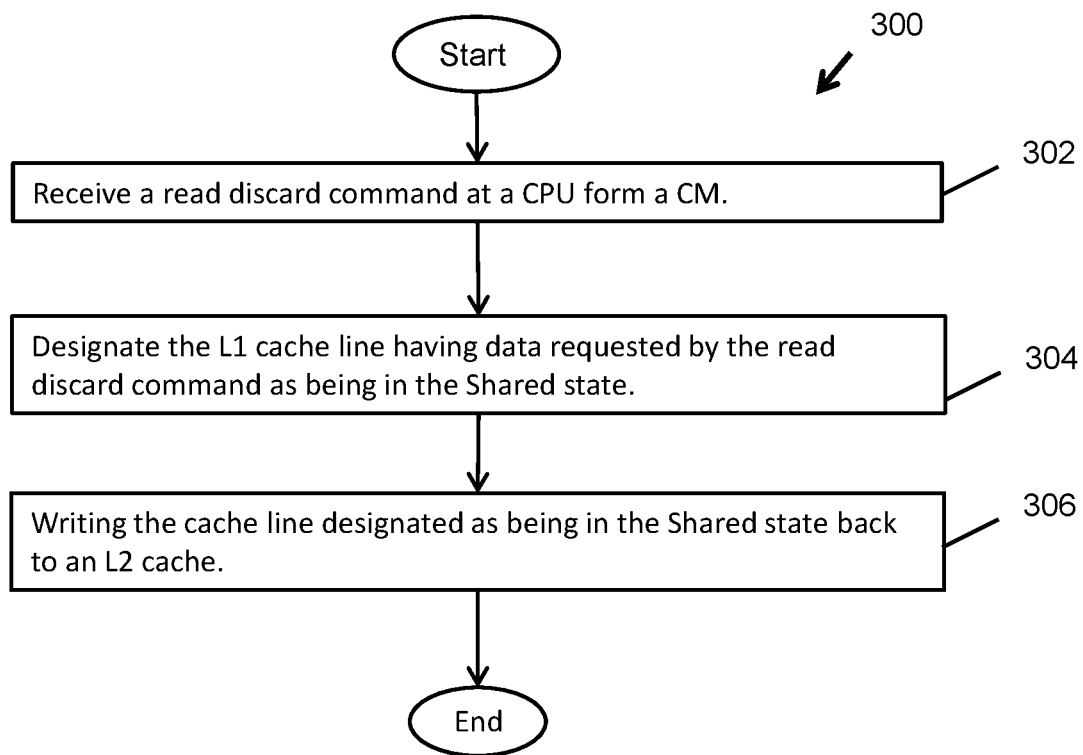 300
Start
302
Receive a read discard command at a CPU form a CM.
Designate the L1 cache line having data requested by the read
discard command as being in the Shared state.
304
Writing the cache line designated as being in the Shared state back
to an L2 cache.
306
End